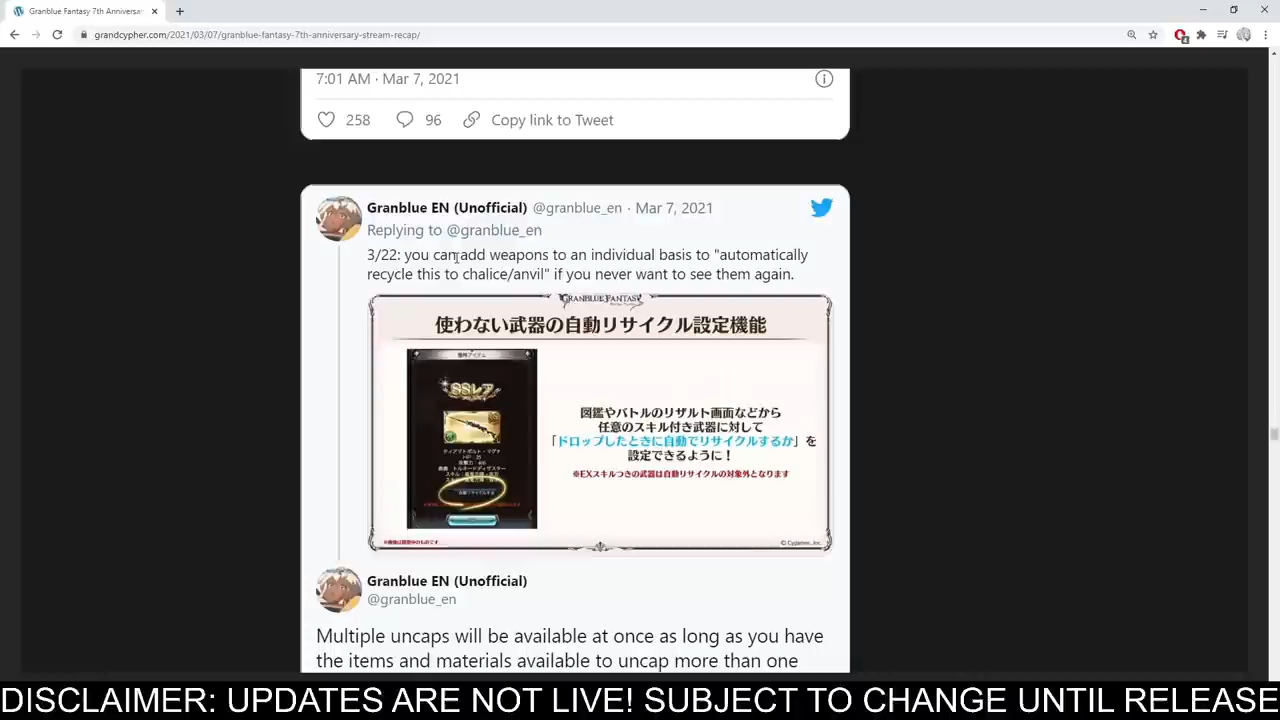 Granblue Fantasy 7th Anniversar
grandcypher.com/2021/03/07/granblue-fantasy-7th-anniversary-stream-recap/
7:01 AM · Mar 7, 2021
258 96 Copy link to Tweet
Granblue EN (Unofficial) @granblue_en · Mar 7, 2021
Replying to @granblue_en
3/22: you can add weapons to an individual basis to "automatically
recycle this to chalice/anvil" if you never want to see them again.
GRANBLUE FANTASY
使わない武器の自動リサイクル設定機能
SSレア
図鑑やバトルのリザルト画面などから
任意のスキル付き武器に対して
「ドロップしたときに自動でリサイクルするか」を
設定できるように！
※EXスキルつきの武器は自動リサイクルの対象外となります
※画像は開発中のものです
© Cygames, Inc.
Granblue EN (Unofficial)
@granblue_en
Multiple uncaps will be available at once as long as you have
the items and materials available to uncap more than one
DISCLAIMER: UPDATES ARE NOT LIVE! SUBJECT TO CHANGE UNTIL RELEASE